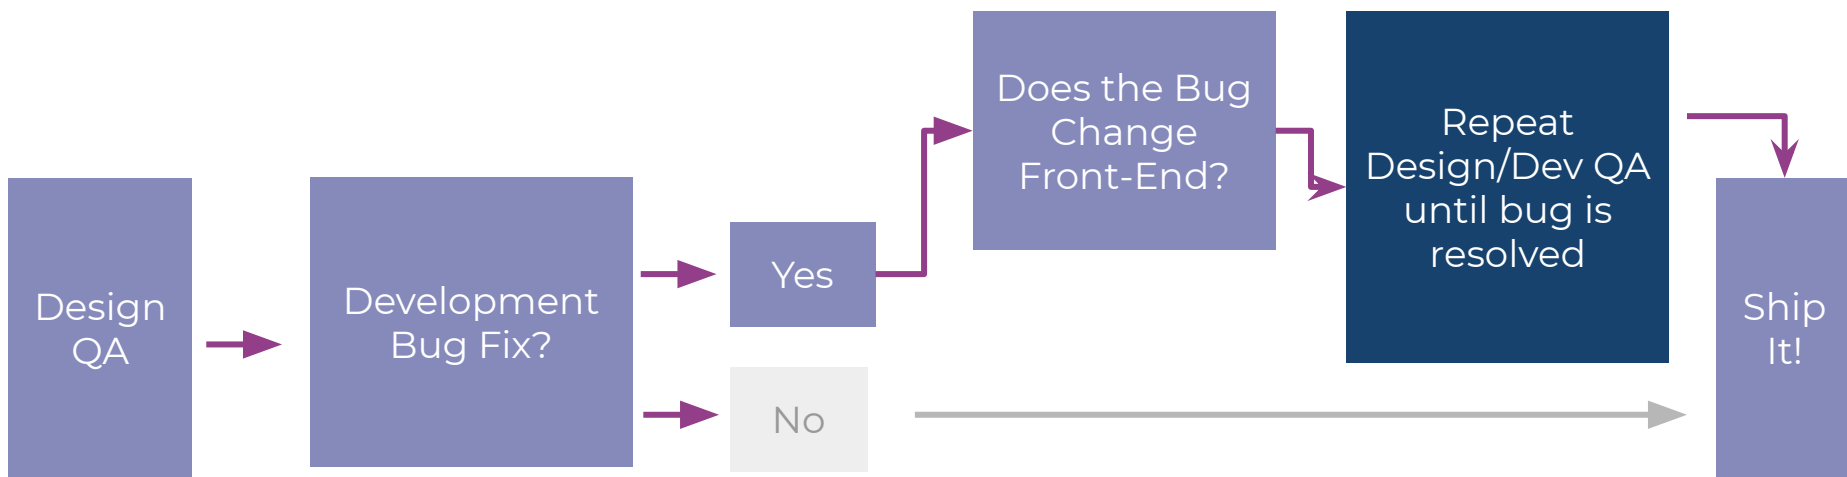 Design
QA
Development
Bug Fix?
Yes
No
Does the Bug
Change
Front-End?
Repeat
Design/Dev QA
until bug is
resolved
Ship
It!